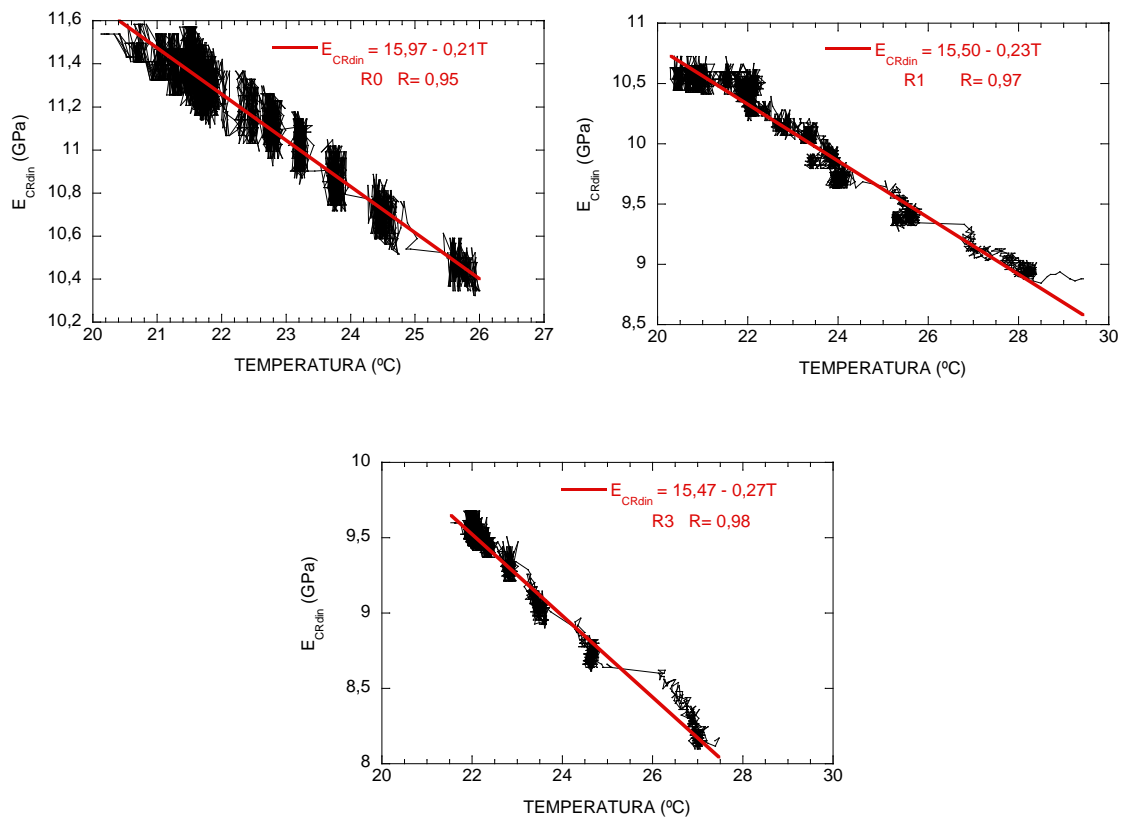 11,6
11,4
11,2
11
10,8
10,6
10,4
10,2
20 21 22 23 24 25 26 27
E_CRdin = 15,97 - 0,21T
R0 R= 0,95
E_CRdin (GPa)
TEMPERATURA (ºC)
11
10,5
10
9,5
9
8,5
20 22 24 26 28 30
E_CRdin = 15,50 - 0,23T
R1 R= 0,97
E_CRdin (GPa)
TEMPERATURA (ºC)
10
9,5
9
8,5
8
20 22 24 26 28 30
E_CRdin = 15,47 - 0,27T
R3 R= 0,98
E_CRdin (GPa)
TEMPERATURA (ºC)